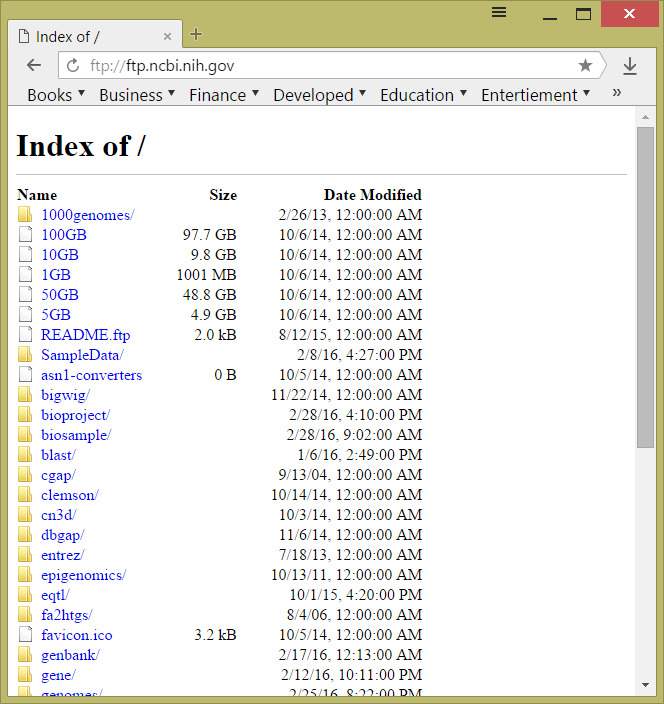 Index of /
ftp://ftp.ncbi.nih.gov
Books Business Finance Developed Education Entertiement »
Index of /
Name Size Date Modified
1000genomes/ 2/26/13, 12:00:00 AM
100GB 97.7 GB 10/6/14, 12:00:00 AM
10GB 9.8 GB 10/6/14, 12:00:00 AM
1GB 1001 MB 10/6/14, 12:00:00 AM
50GB 48.8 GB 10/6/14, 12:00:00 AM
5GB 4.9 GB 10/6/14, 12:00:00 AM
README.ftp 2.0 kB 8/12/15, 12:00:00 AM
SampleData/ 2/8/16, 4:27:00 PM
asn1-converters 0 B 10/5/14, 12:00:00 AM
bigwig/ 11/22/14, 12:00:00 AM
bioproject/ 2/28/16, 4:10:00 PM
biosample/ 2/28/16, 9:02:00 AM
blast/ 1/6/16, 2:49:00 PM
cgap/ 9/13/04, 12:00:00 AM
clemson/ 10/14/14, 12:00:00 AM
cn3d/ 10/3/14, 12:00:00 AM
dbgap/ 11/6/14, 12:00:00 AM
entrez/ 7/18/13, 12:00:00 AM
epigenomics/ 10/13/11, 12:00:00 AM
eqtl/ 10/1/15, 4:20:00 PM
fa2htgs/ 8/4/06, 12:00:00 AM
favicon.ico 3.2 kB 10/5/14, 12:00:00 AM
genbank/ 2/17/16, 12:13:00 AM
gene/ 2/12/16, 10:11:00 PM
genomes/ 2/25/16, 8:22:00 PM